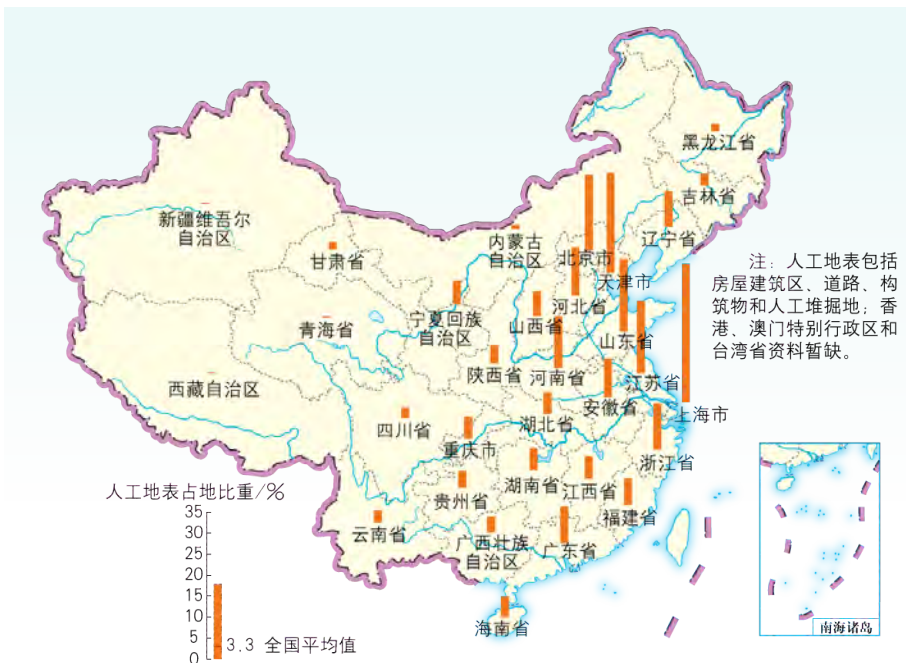 黑龙江省
吉林省
辽宁省
新疆维吾尔
自治区
甘肃省
内蒙古
自治区
北京市
天津市
河北省
注：人工地表包括
房屋建筑区、道路、构
筑物和人工堆掘地；香
港、澳门特别行政区和
台湾省资料暂缺。
宁夏回族
自治区
青海省
山西省
山东省
陕西省
河南省
江苏省
西藏自治区
安徽省
上海市
四川省
湖北省
重庆市
浙江省
湖南省
江西省
贵州省
福建省
云南省
广西壮族
自治区
广东省
海南省
人工地表占地比重/%
35
30
25
20
15
10
5
0
3.3 全国平均值
南海诸岛